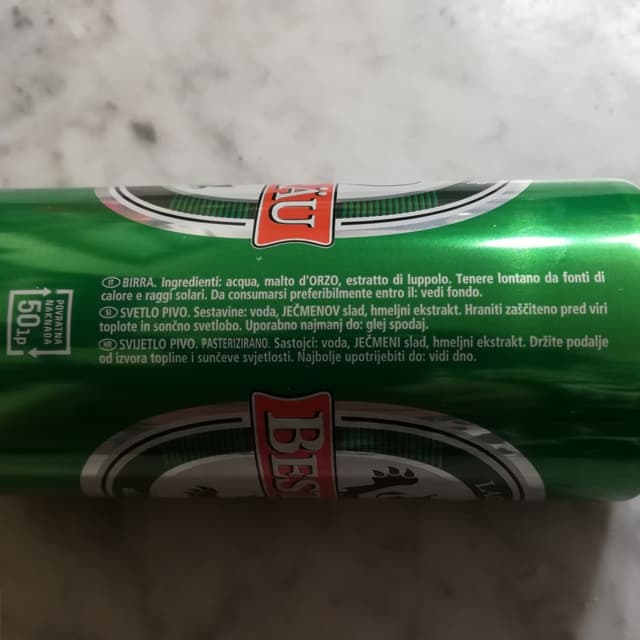 ÄU
IT BIRRA. Ingredienti: acqua, malto d'ORZO, estratto di luppolo. Tenere lontano da fonti di
calore e raggi solari. Da consumarsi preferibilmente entro il: vedi fondo.
SI SVETLO PIVO. Sestavine: voda, JEČMENOV slad, hmeljni ekstrakt. Hraniti zaščiteno pred viri
toplote in sončno svetlobo. Uporabno najmanj do: glej spodaj.
HR SVIJETLO PIVO. PASTERIZIRANO. Sastojci: voda, JEČMENI slad, hmeljni ekstrakt. Držite podalje
od izvora topline i sunčeve svjetlosti. Najbolje upotrijebiti do: vidi dno.
POVRATNA
NAKNADA
50Lp
BES